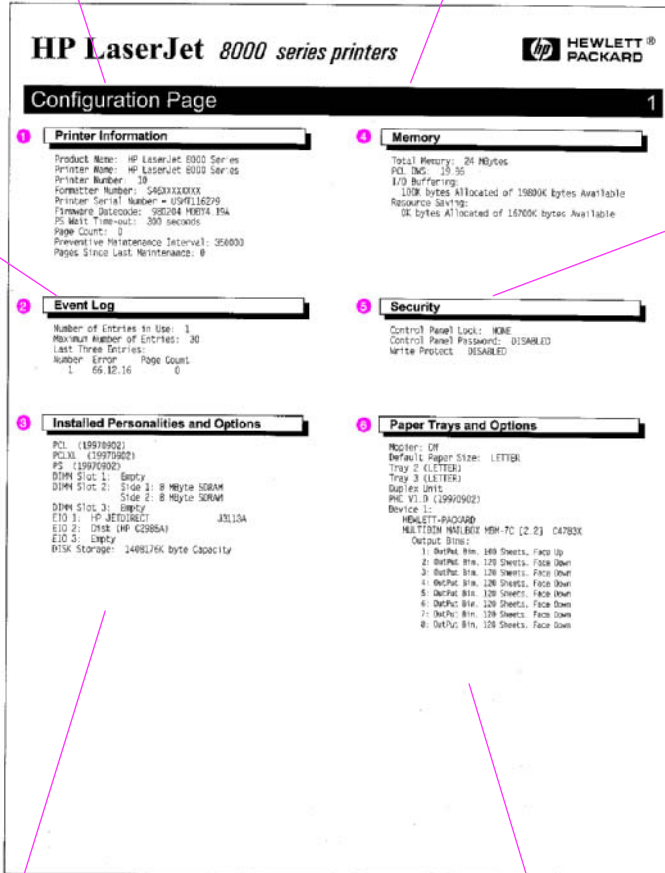 HP LaserJet 8000 series printers
hp HEWLETT®
PACKARD
Configuration Page 1
1 Printer Information
Product Name: HP LaserJet 8000 Series
Printer Name: HP LaserJet 8000 Series
Printer Number: 10
Formatter Number: S46XXXXXXX
Printer Serial Number = USMT116279
Firmware Datecode: 980204 MOBY4.19A
PS Wait Time-out: 300 seconds
Page Count: 0
Preventive Maintenance Interval: 350000
Pages Since Last Maintenance: 0
2 Event Log
Number of Entries in Use: 1
Maximum Number of Entries: 30
Last Three Entries:
Number Error Page Count
1 66.12.16 0
3 Installed Personalities and Options
PCL (19970902)
PCLXL (19970902)
PS (19970902)
DIMM Slot 1: Empty
DIMM Slot 2: Side 1: 8 MByte SDRAM
Side 2: 8 MByte SDRAM
DIMM Slot 3: Empty
EIO 1: HP JETDIRECT J3113A
EIO 2: Disk (HP C2985A)
EIO 3: Empty
DISK Storage: 1408176K byte Capacity
4 Memory
Total Memory: 24 MBytes
PCL DWS: 19.96
I/O Buffering:
100K bytes Allocated of 19800K bytes Available
Resource Saving:
0K bytes Allocated of 16700K bytes Available
5 Security
Control Panel Lock: NONE
Control Panel Password: DISABLED
Write Protect DISABLED
6 Paper Trays and Options
Mopier: ON
Default Paper Size: LETTER
Tray 2 (LETTER)
Tray 3 (LETTER)
Duplex Unit
PHC V1.0 (19970902)
Device 1:
HEWLETT-PACKARD
MULTIBIN MAILBOX MBM-7C [2.2] C4783X
Output Bins:
1: OutPut Bin, 100 Sheets, Face Up
2: OutPut Bin, 120 Sheets, Face Down
3: OutPut Bin, 120 Sheets, Face Down
4: OutPut Bin, 120 Sheets, Face Down
5: OutPut Bin, 120 Sheets, Face Down
6: OutPut Bin, 120 Sheets, Face Down
7: OutPut Bin, 120 Sheets, Face Down
8: OutPut Bin, 120 Sheets, Face Down